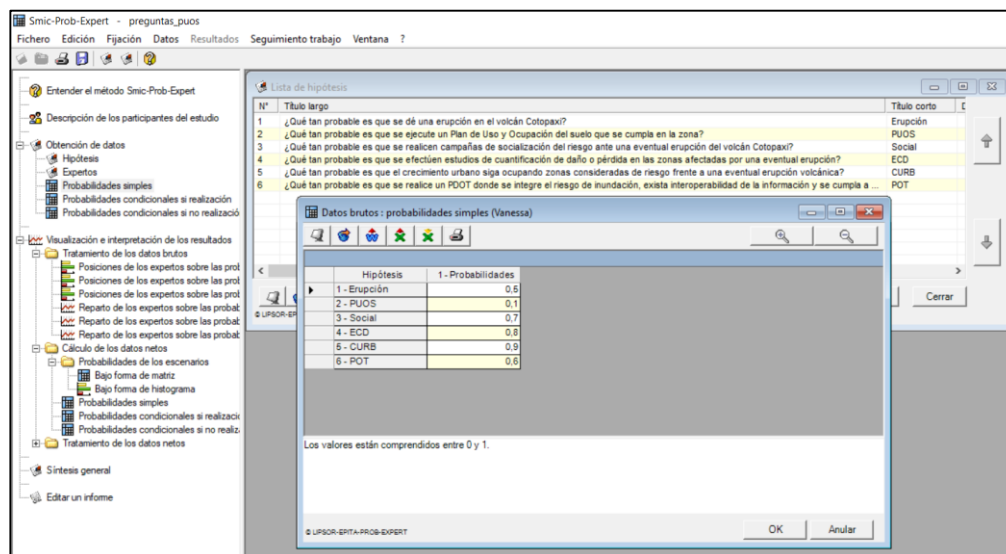 Smic-Prob-Expert - preguntas_puos
Fichero Edición Fijación Datos Resultados Seguimiento trabajo Ventana ?
Entender el método Smic-Prob-Expert
Descripción de los participantes del estudio
Obtención de datos
Hipótesis
Expertos
Probabilidades simples
Probabilidades condicionales si realización
Probabilidades condicionales si no realizació
Visualización e interpretación de los resultados
Tratamiento de los datos brutos
Posiciones de los expertos sobre las prol
Posiciones de los expertos sobre las prol
Posiciones de los expertos sobre las prol
Reparto de los expertos sobre las probat
Reparto de los expertos sobre las probat
Reparto de los expertos sobre las probat
Cálculo de los datos netos
Probabilidades de los escenarios
Bajo forma de matriz
Bajo forma de histograma
Probabilidades simples
Probabilidades condicionales si realizaci
Probabilidades condicionales si no realiz
Tratamiento de los datos netos
Síntesis general
Editar un informe
Lista de hipótesis
N° Título largo Título corto D
1 ¿Qué tan probable es que se dé una erupción en el volcán Cotopaxi? Erupción
2 ¿Qué tan probable es que se ejecute un Plan de Uso y Ocupación del suelo que se cumpla en la zona? PUOS
3 ¿Qué tan probable es que se realicen campañas de socialización del riesgo ante una eventual erupción del volcán Cotopaxi? Social
4 ¿Qué tan probable es que se efectúen estudios de cuantificación de daño o pérdida en las zonas afectadas por una eventual erupción? ECD
5 ¿Qué tan probable es que el crecimiento urbano siga ocupando zonas consideradas de riesgo frente a una eventual erupción volcánica? CURB
6 ¿Qué tan probable es que se realice un PDOT donde se integre el riesgo de inundación, exista interoperabilidad de la información y se cumpla a ... POT
Cerrar
© LIPSOR-EP
Datos brutos : probabilidades simples (Vanessa)
Hipótesis 1 - Probabilidades
1 - Erupción 0,5
2 - PUOS 0,1
3 - Social 0,7
4 - ECD 0,8
5 - CURB 0,9
6 - POT 0,6
Los valores están comprendidos entre 0 y 1.
© LIPSOR-EPITA-PROB-EXPERT
OK Anular